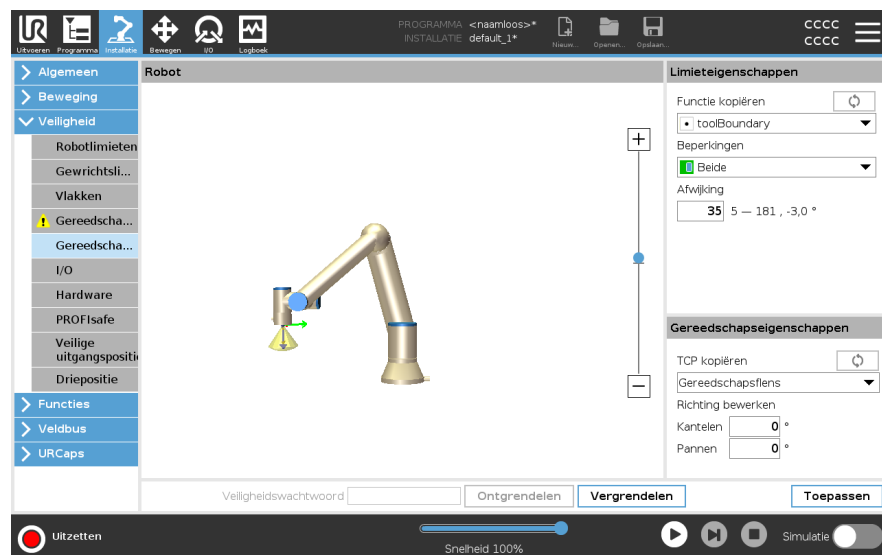 UR
PROGRAMMA <naamloos>*
INSTALLATIE default_1*
Uitvoeren Programma Installatie Bewegen I/O Logboek
Nieuw... Openen... Opslaan...
CCCC
CCCC
Algemeen
Beweging
Veiligheid
Robotlimieten
Gewrichtsli...
Vlakken
Gereedscha...
Gereedscha...
I/O
Hardware
PROFIsafe
Veilige
uitgangspositi
Driepositie
Functies
Veldbus
URCaps
Robot
Limieteigenschappen
Functie kopiëren
toolBoundary
Beperkingen
Beide
Afwijking
35 5 — 181 , -3,0 °
Gereedschapseigenschappen
TCP kopiëren
Gereedschapsflens
Richting bewerken
Kantelen 0 °
Pannen 0 °
Veiligheidswachtwoord Ontgrendelen Vergrendelen Toepassen
Uitzetten
Snelheid 100%
Simulatie